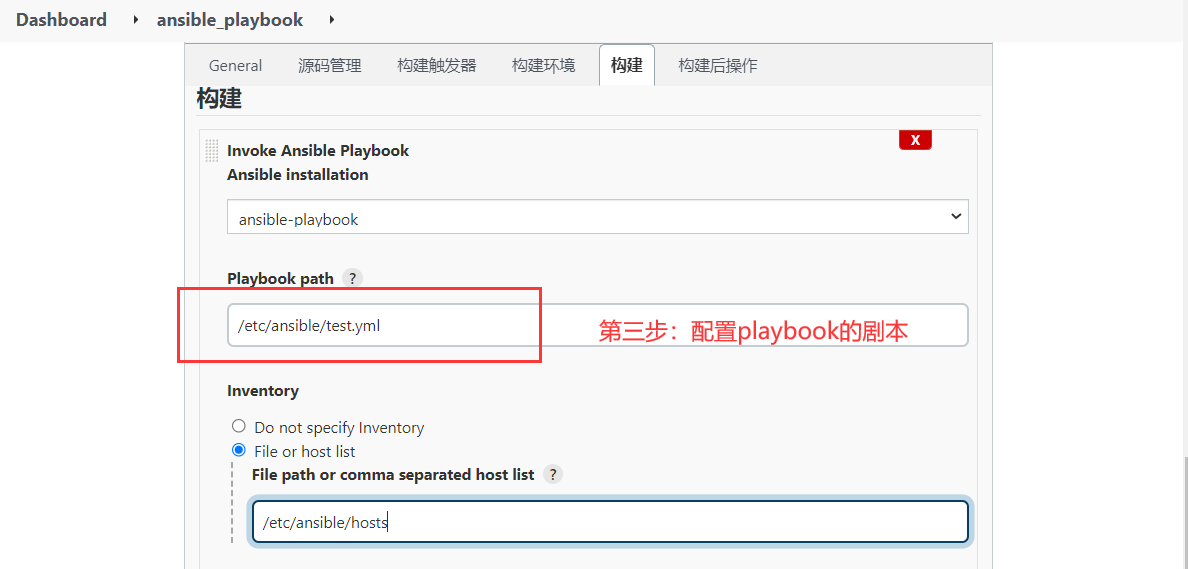 Dashboard ansible_playbook
General 源码管理 构建触发器 构建环境 构建 构建后操作
构建
X
Invoke Ansible Playbook
Ansible installation
ansible-playbook
Playbook path ?
/etc/ansible/test.yml
第三步：配置playbook的剧本
Inventory
Do not specify Inventory
File or host list
File path or comma separated host list ?
/etc/ansible/hosts